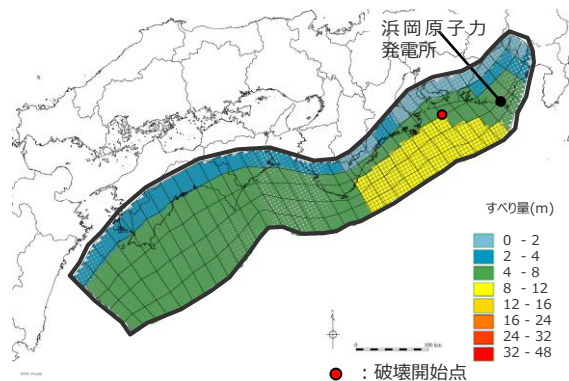 浜岡原子力
発電所
すべり量(m)
0 - 2
2 - 4
4 - 8
8 - 12
12 - 16
16 - 24
24 - 32
32 - 48
：破壊開始点